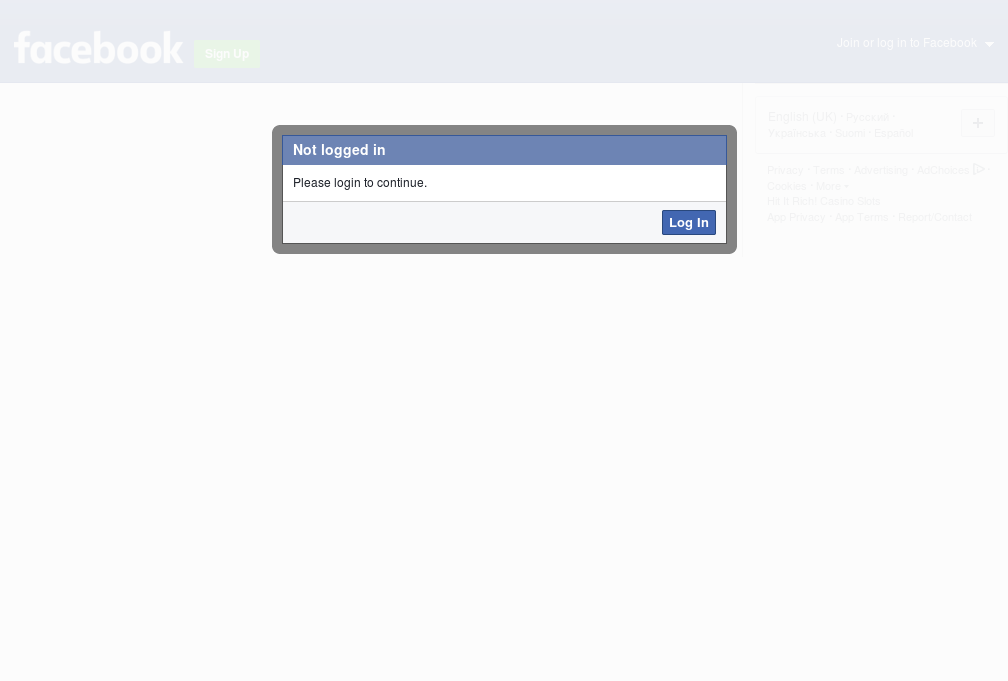 facebook
Sign Up
Join or log in to Facebook
Not logged in
Please login to continue.
Log In
English (UK) · Русский ·
Українська · Suomi · Español
Privacy · Terms · Advertising · AdChoices ·
Cookies · More
Hit It Rich! Casino Slots
App Privacy · App Terms · Report/Contact